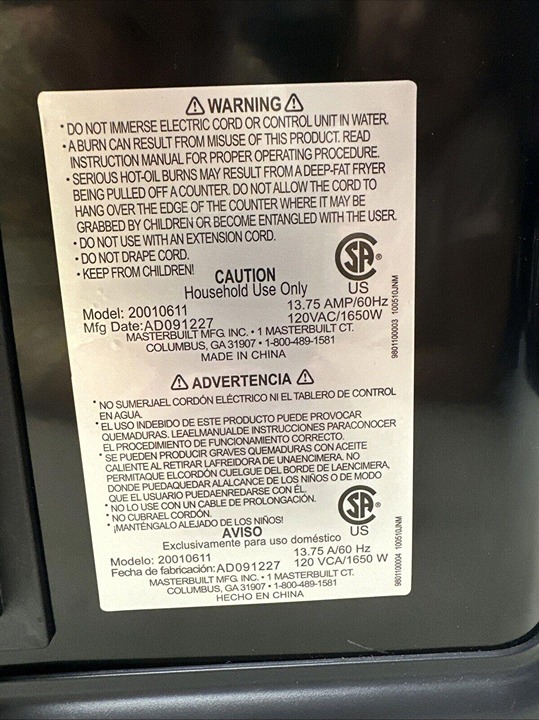 ⚠ WARNING ⚠
• DO NOT IMMERSE ELECTRIC CORD OR CONTROL UNIT IN WATER.
• A BURN CAN RESULT FROM MISUSE OF THIS PRODUCT. READ
INSTRUCTION MANUAL FOR PROPER OPERATING PROCEDURE.
• SERIOUS HOT-OIL BURNS MAY RESULT FROM A DEEP-FAT FRYER
BEING PULLED OFF A COUNTER. DO NOT ALLOW THE CORD TO
HANG OVER THE EDGE OF THE COUNTER WHERE IT MAY BE
GRABBED BY CHILDREN OR BECOME ENTANGLED WITH THE USER.
• DO NOT USE WITH AN EXTENSION CORD.
• DO NOT DRAPE CORD.
• KEEP FROM CHILDREN!
SA®
US
CAUTION
Household Use Only
Model: 20010611 13.75 AMP/60Hz
Mfg Date:AD091227 120VAC/1650W
MASTERBUILT MFG. INC. • 1 MASTERBUILT CT.
COLUMBUS, GA 31907 • 1-800-489-1581
MADE IN CHINA
9801100003 100510JNM
⚠ ADVERTENCIA ⚠
• NO SUMERJAEL CORDÓN ELÉCTRICO NI EL TABLERO DE CONTROL
EN AGUA.
• EL USO INDEBIDO DE ESTE PRODUCTO PUEDE PROVOCAR
QUEMADURAS. LEAELMANUALDE INSTRUCCIONES PARACONOCER
EL PROCEDIMIENTO DE FUNCIONAMIENTO CORRECTO.
• SE PUEDEN PRODUCIR GRAVES QUEMADURAS CON ACEITE
CALIENTE AL RETIRAR LAFREIDORA DE UNAENCIMERA. NO
PERMITAQUE ELCORDÓN CUELGUE DEL BORDE DE LAENCIMERA,
DONDE PUEDAQUEDAR ALALCANCE DE LOS NIÑOS O DE MODO
QUE EL USUARIO PUEDAENREDARSE CON ÉL.
• NO LO USE CON UN CABLE DE PROLONGACIÓN.
• NO CUBRAEL CORDÓN.
• ¡MANTÉNGALO ALEJADO DE LOS NIÑOS!
SA®
US
AVISO
Exclusivamente para uso doméstico
Modelo: 20010611 13.75 A/60 Hz
Fecha de fabricación:AD091227 120 VCA/1650 W
MASTERBUILT MFG. INC. • 1 MASTERBUILT CT.
COLUMBUS, GA 31907 • 1-800-489-1581
HECHO EN CHINA
9801100004 100510JNM